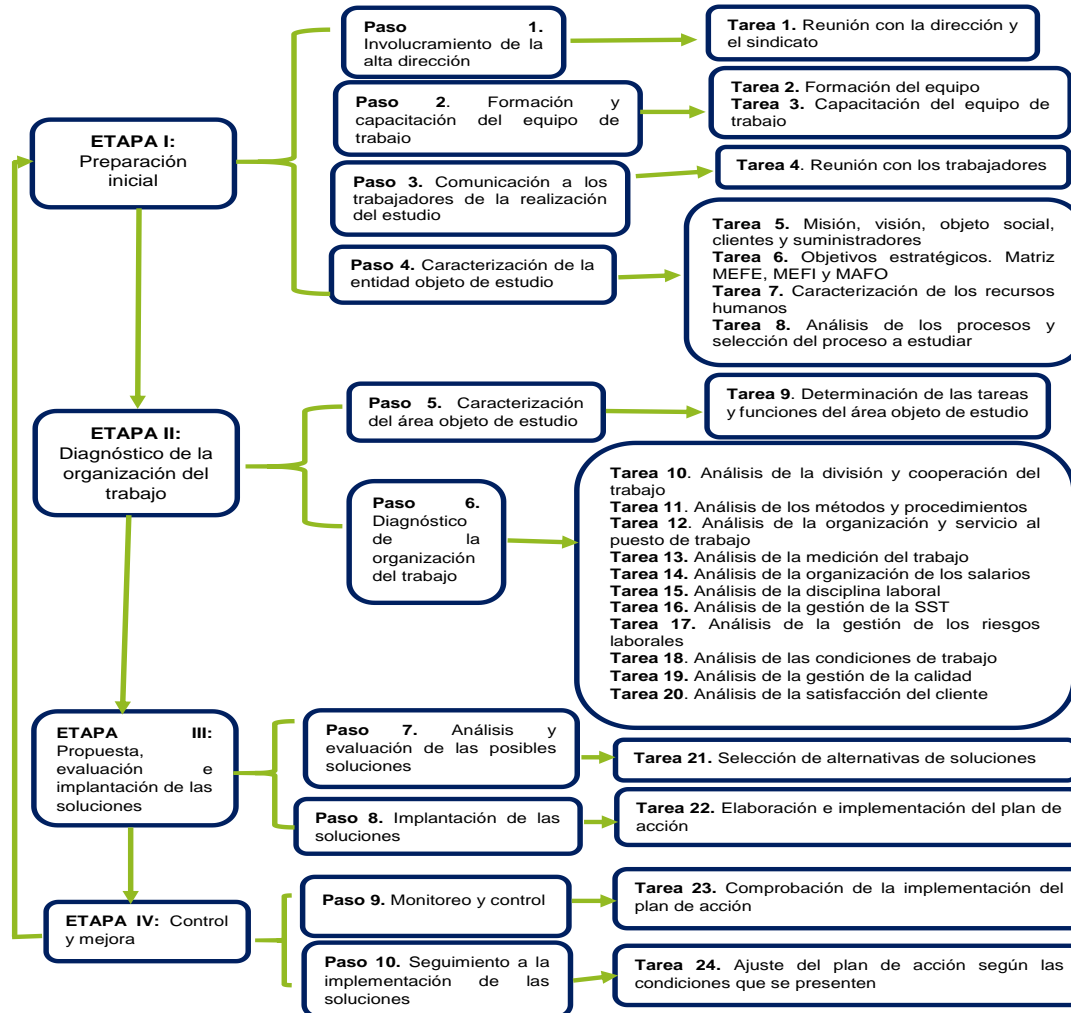 Paso 1.
Involucramiento de la
alta dirección
Tarea 1. Reunión con la dirección y
el sindicato
Paso 2. Formación y
capacitación del equipo de
trabajo
Tarea 2. Formación del equipo
Tarea 3. Capacitación del equipo de
trabajo
ETAPA I:
Preparación
inicial
Paso 3. Comunicación a los
trabajadores de la realización
del estudio
Tarea 4. Reunión con los trabajadores
Paso 4. Caracterización de la
entidad objeto de estudio
Tarea 5. Misión, visión, objeto social,
clientes y suministradores
Tarea 6. Objetivos estratégicos. Matriz
MEFE, MEFI y MAFO
Tarea 7. Caracterización de los recursos
humanos
Tarea 8. Análisis de los procesos y
selección del proceso a estudiar
ETAPA II:
Diagnóstico de la
organización del
trabajo
Paso 5. Caracterización
del área objeto de estudio
Tarea 9. Determinación de las tareas
y funciones del área objeto de estudio
Paso 6.
Diagnóstico
de la
organización
del trabajo
Tarea 10. Análisis de la división y cooperación del
trabajo
Tarea 11. Análisis de los métodos y procedimientos
Tarea 12. Análisis de la organización y servicio al
puesto de trabajo
Tarea 13. Análisis de la medición del trabajo
Tarea 14. Análisis de la organización de los salarios
Tarea 15. Análisis de la disciplina laboral
Tarea 16. Análisis de la gestión de la SST
Tarea 17. Análisis de la gestión de los riesgos
laborales
Tarea 18. Análisis de las condiciones de trabajo
Tarea 19. Análisis de la gestión de la calidad
Tarea 20. Análisis de la satisfacción del cliente
ETAPA III:
Propuesta,
evaluación e
implantación de las
soluciones
Paso 7. Análisis y
evaluación de las posibles
soluciones
Tarea 21. Selección de alternativas de soluciones
Paso 8. Implantación de las
soluciones
Tarea 22. Elaboración e implementación del plan de
acción
ETAPA IV: Control
y mejora
Paso 9. Monitoreo y control
Tarea 23. Comprobación de la implementación del
plan de acción
Paso 10. Seguimiento a la
implementación de las
soluciones
Tarea 24. Ajuste del plan de acción según las
condiciones que se presenten